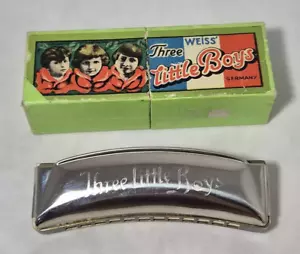 WEISS'
Three
little Boys
GERMANY
Three little Boys